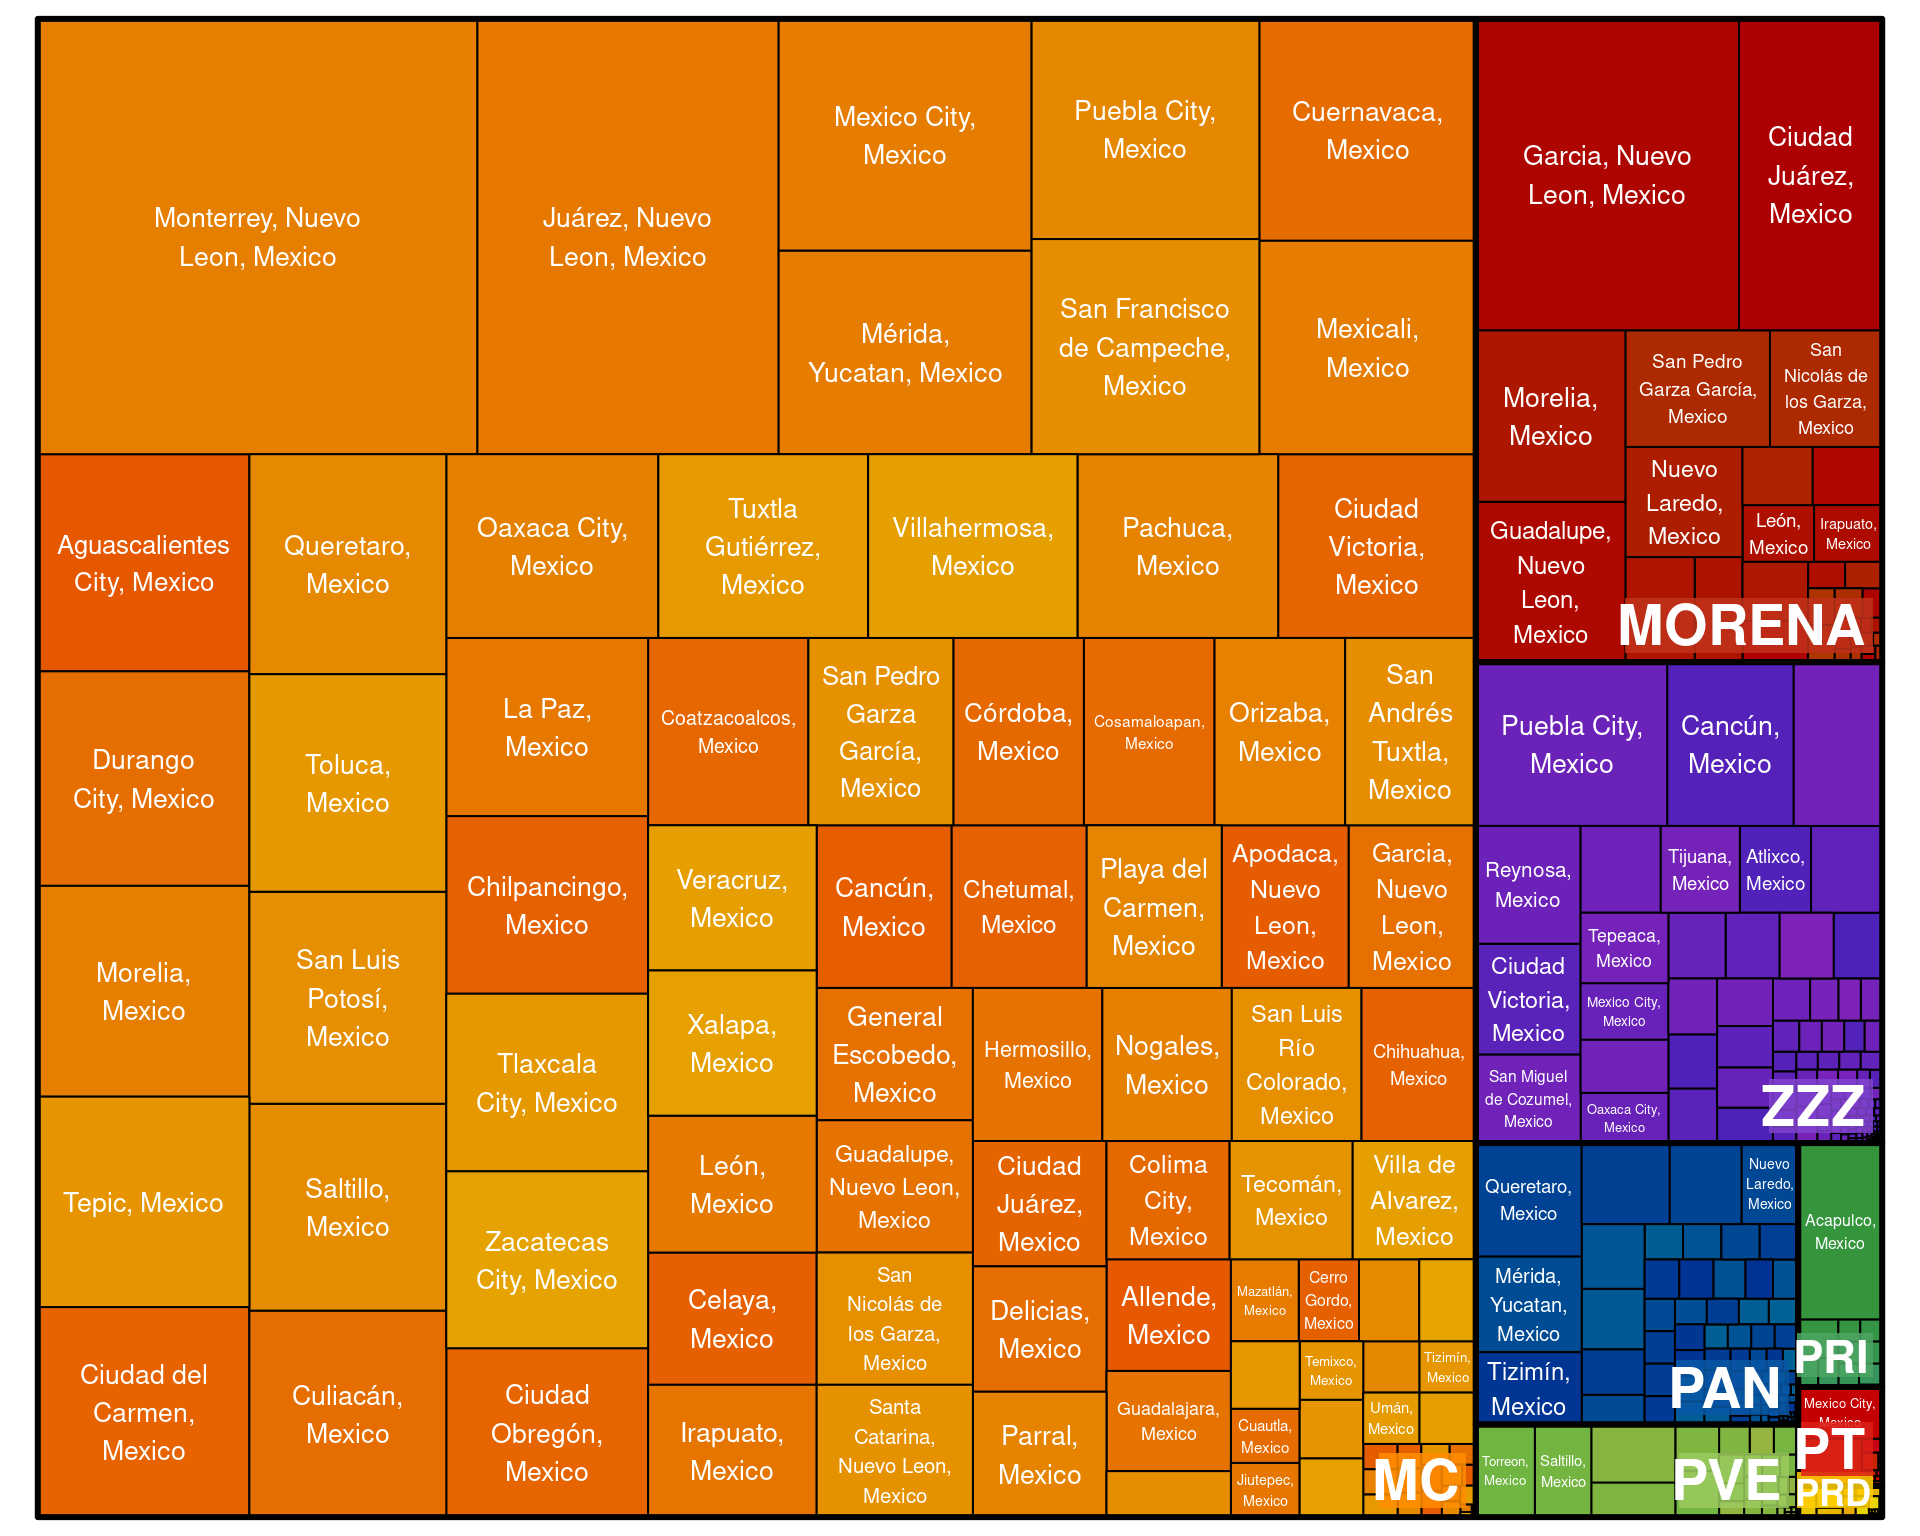 Monterrey, Nuevo
Leon, Mexico
Juárez, Nuevo
Leon, Mexico
Mexico City,
Mexico
Mérida,
Yucatan, Mexico
Puebla City,
Mexico
San Francisco
de Campeche,
Mexico
Cuernavaca,
Mexico
Mexicali,
Mexico
Aguascalientes
City, Mexico
Durango
City, Mexico
Morelia,
Mexico
Tepic, Mexico
Ciudad del
Carmen,
Mexico
Queretaro,
Mexico
Toluca,
Mexico
San Luis
Potosí,
Mexico
Saltillo,
Mexico
Culiacán,
Mexico
Oaxaca City,
Mexico
Tuxtla
Gutiérrez,
Mexico
Villahermosa,
Mexico
Pachuca,
Mexico
Ciudad
Victoria,
Mexico
La Paz,
Mexico
Chilpancingo,
Mexico
Tlaxcala
City, Mexico
Zacatecas
City, Mexico
Ciudad
Obregón,
Mexico
Coatzacoalcos,
Mexico
San Pedro
Garza
García,
Mexico
Córdoba,
Mexico
Cosamaloapan,
Mexico
Orizaba,
Mexico
San
Andrés
Tuxtla,
Mexico
Veracruz,
Mexico
Xalapa,
Mexico
León,
Mexico
Celaya,
Mexico
Irapuato,
Mexico
Cancún,
Mexico
Chetumal,
Mexico
Playa del
Carmen,
Mexico
Apodaca,
Nuevo
Leon,
Mexico
Garcia,
Nuevo
Leon,
Mexico
General
Escobedo,
Mexico
Guadalupe,
Nuevo Leon,
Mexico
San
Nicolás de
los Garza,
Mexico
Santa
Catarina,
Nuevo Leon,
Mexico
Hermosillo,
Mexico
Nogales,
Mexico
San Luis
Río
Colorado,
Mexico
Chihuahua,
Mexico
Ciudad
Juárez,
Mexico
Delicias,
Mexico
Parral,
Mexico
Colima
City,
Mexico
Tecomán,
Mexico
Villa de
Alvarez,
Mexico
Allende,
Mexico
Guadalajara,
Mexico
Mazatlán,
Mexico
Cerro
Gordo,
Mexico
Temixco,
Mexico
Tizimín,
Mexico
Cuautla,
Mexico
Umán,
Mexico
Jiutepec,
Mexico
MC
Garcia, Nuevo
Leon, Mexico
Ciudad
Juárez,
Mexico
Morelia,
Mexico
San Pedro
Garza García,
Mexico
San
Nicolás de
los Garza,
Mexico
Guadalupe,
Nuevo
Leon,
Mexico
Nuevo
Laredo,
Mexico
León,
Mexico
Irapuato,
Mexico
MORENA
Puebla City,
Mexico
Cancún,
Mexico
Reynosa,
Mexico
Tijuana,
Mexico
Atlixco,
Mexico
Ciudad
Victoria,
Mexico
Tepeaca,
Mexico
Mexico City,
Mexico
San Miguel
de Cozumel,
Mexico
Oaxaca City,
Mexico
ZZZ
Queretaro,
Mexico
Nuevo
Laredo,
Mexico
Mérida,
Yucatan,
Mexico
Tizimín,
Mexico
PAN
Acapulco,
Mexico
PRI
Mexico City,
Mexico
PT
PRD
Torreon,
Mexico
Saltillo,
Mexico
PVE